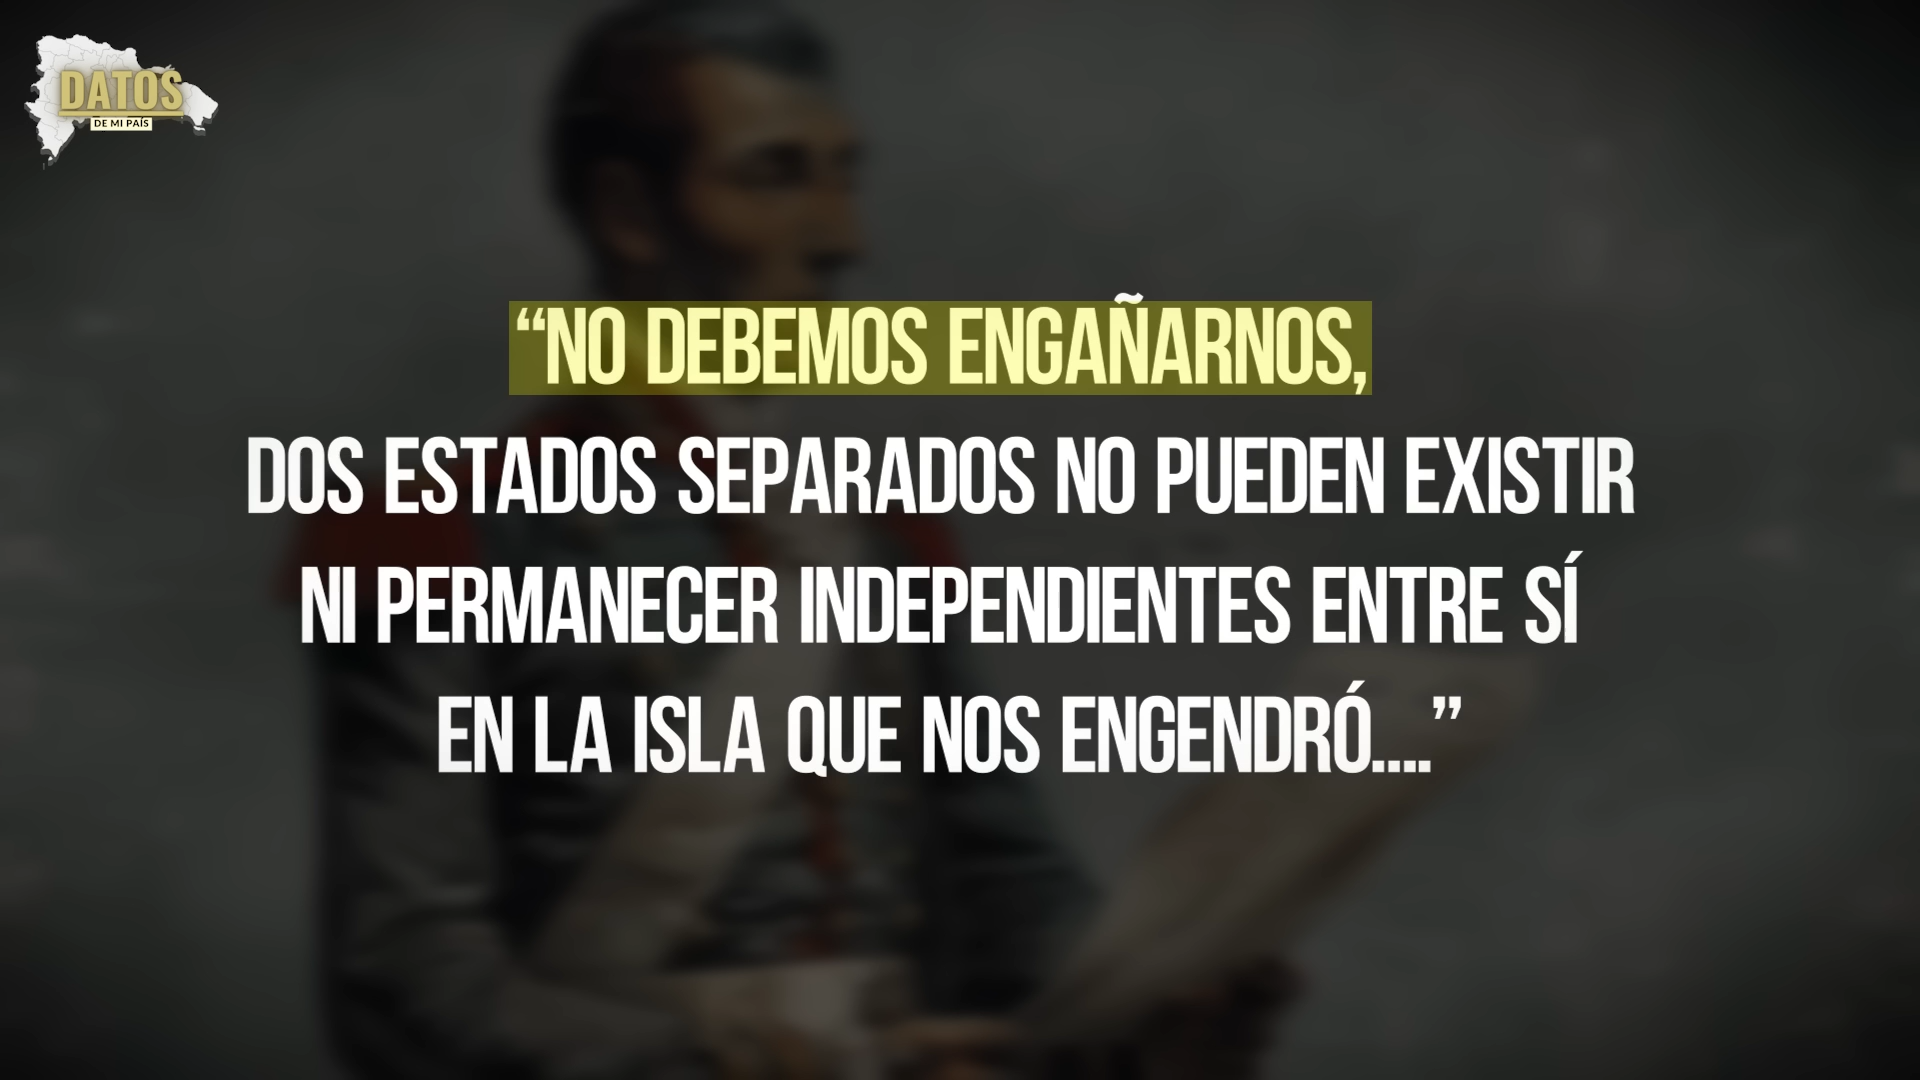 DATOS
DE MI PAÍS
“NO DEBEMOS ENGAÑARNOS,
DOS ESTADOS SEPARADOS NO PUEDEN EXISTIR
NI PERMANECER INDEPENDIENTES ENTRE SÍ
EN LA ISLA QUE NOS ENGENDRÓ....”